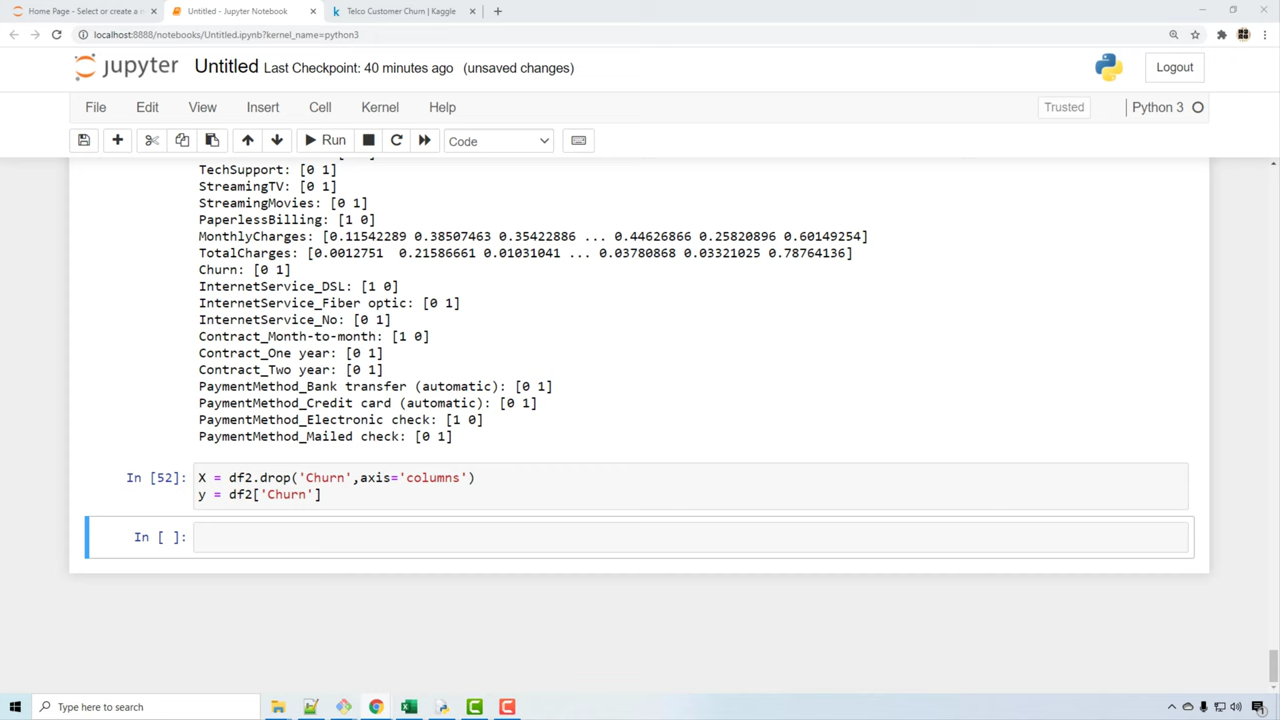 Home Page - Select or create a n
Untitled - Jupyter Notebook
Telco Customer Churn | Kaggle
localhost:8888/notebooks/Untitled.ipynb?kernel_name=python3
jupyter Untitled Last Checkpoint: 40 minutes ago (unsaved changes)
Logout
File Edit View Insert Cell Kernel Help
Trusted
Python 3
Run
Code
TechSupport: [0 1]
StreamingTV: [0 1]
StreamingMovies: [0 1]
PaperlessBilling: [1 0]
MonthlyCharges: [0.11542289 0.38507463 0.35422886 ... 0.44626866 0.25820896 0.60149254]
TotalCharges: [0.0012751  0.21586661 0.01031041 ... 0.03780868 0.03321025 0.78764136]
Churn: [0 1]
InternetService_DSL: [1 0]
InternetService_Fiber optic: [0 1]
InternetService_No: [0 1]
Contract_Month-to-month: [1 0]
Contract_One year: [0 1]
Contract_Two year: [0 1]
PaymentMethod_Bank transfer (automatic): [0 1]
PaymentMethod_Credit card (automatic): [0 1]
PaymentMethod_Electronic check: [1 0]
PaymentMethod_Mailed check: [0 1]
In [52]: X = df2.drop('Churn',axis='columns')
y = df2['Churn']
In [ ]:
Type here to search